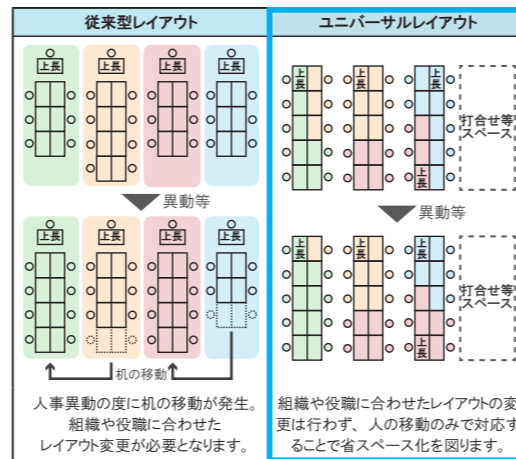 従来型レイアウト
上長
上長
上長
上長
異動等
上長
上長
上長
上長
机の移動
人事異動の度に机の移動が発生。
組織や役職に合わせた
レイアウト変更が必要となります。
ユニバーサルレイアウト
上長
上長
上長
上長
打合せ等
スペース
異動等
上長
上長
上長
上長
打合せ等
スペース
組織や役職に合わせたレイアウトの変
更は行わず、人の移動のみで対応す
ることで省スペース化を図ります。